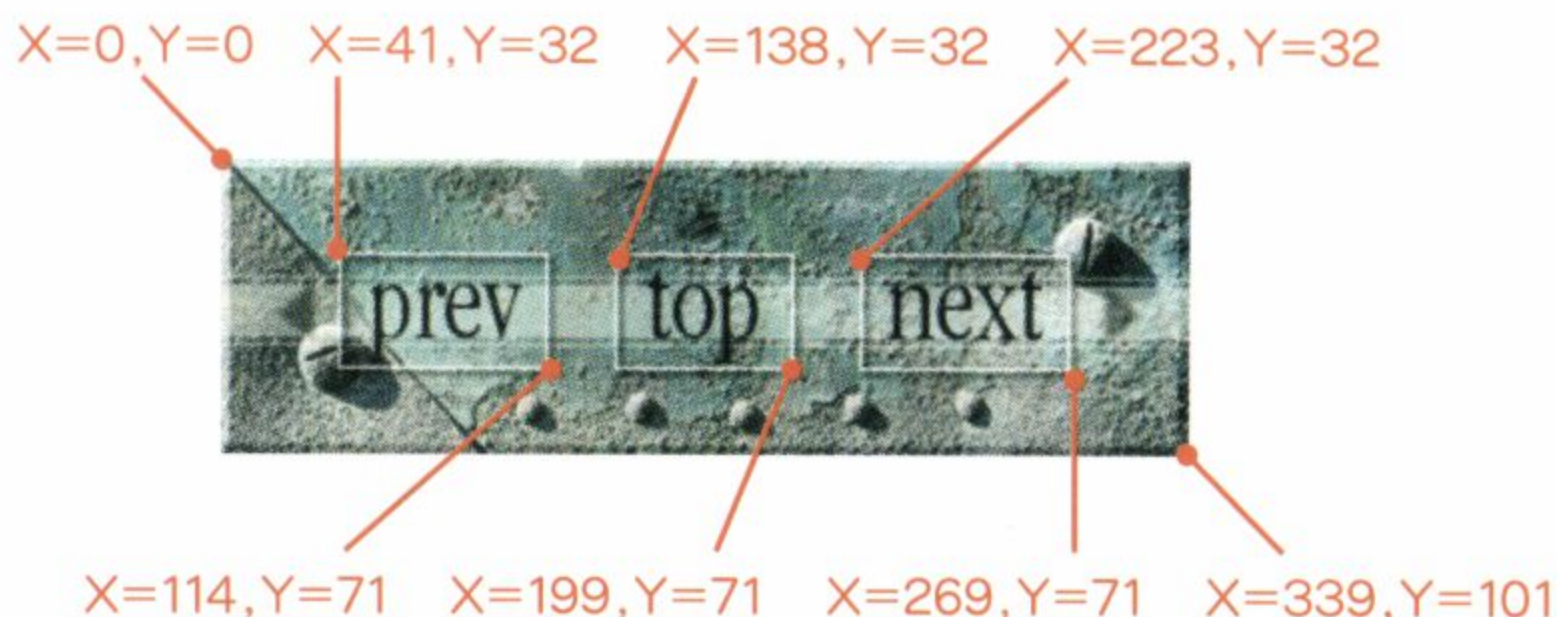 X=0,Y=0 X=41,Y=32 X=138,Y=32 X=223,Y=32
prev top next
X=114,Y=71 X=199,Y=71 X=269,Y=71 X=339,Y=101